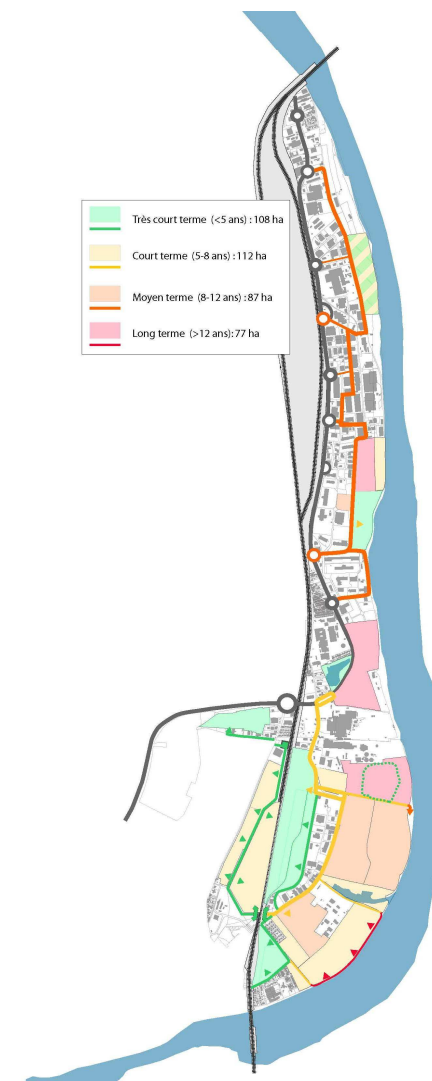 Très court terme (<5 ans) : 108 ha
Court terme (5-8 ans) : 112 ha
Moyen terme (8-12 ans) : 87 ha
Long terme (>12 ans): 77 ha